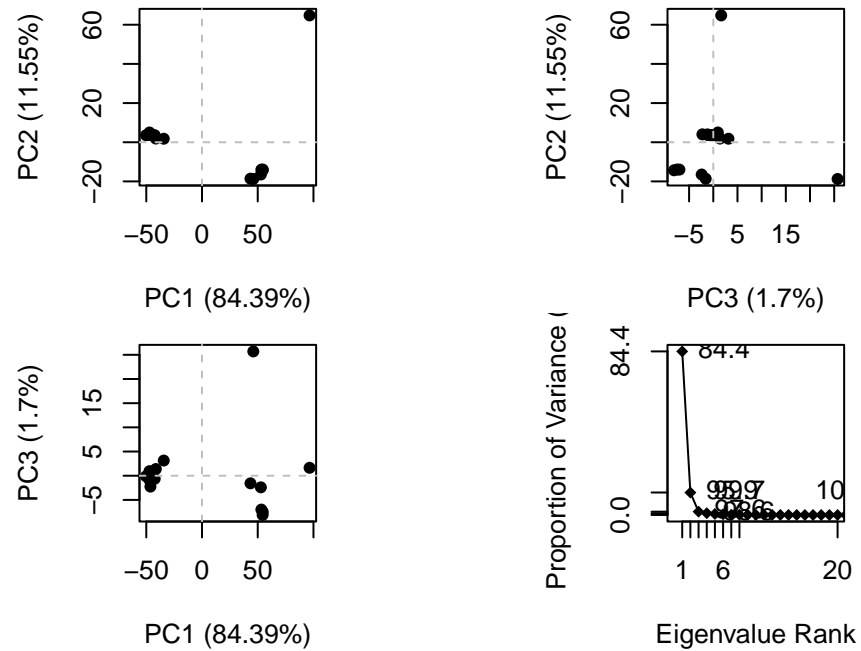 PC2 (11.55%)
60
20
−20
−50 0 50
PC1 (84.39%)
PC2 (11.55%)
60
20
−20
−5 5 15
PC3 (1.7%)
PC3 (1.7%)
15
5
−5
−50 0 50
PC1 (84.39%)
Proportion of Variance (
84.4
0.0
84.4
10
1 6 20
Eigenvalue Rank